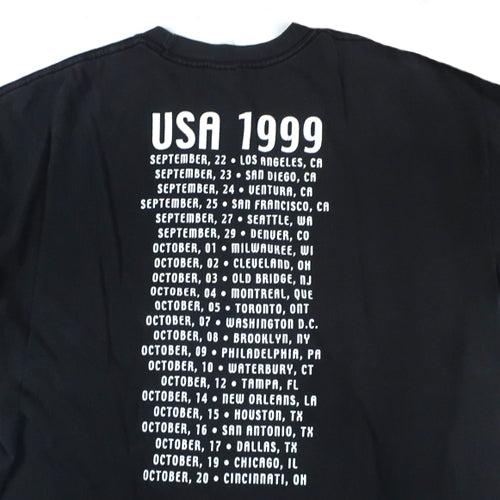 USA 1999
SEPTEMBER, 22 • LOS ANGELES, CA
SEPTEMBER, 23 • SAN DIEGO, CA
SEPTEMBER, 24 • VENTURA, CA
SEPTEMBER, 25 • SAN FRANCISCO, CA
SEPTEMBER, 27 • SEATTLE, WA
SEPTEMBER, 29 • DENVER, CO
OCTOBER, 01 • MILWAUKEE, WI
OCTOBER, 02 • CLEVELAND, OH
OCTOBER, 03 • OLD BRIDGE, NJ
OCTOBER, 04 • MONTREAL, QUE
OCTOBER, 05 • TORONTO, ONT
OCTOBER, 07 • WASHINGTON D.C.
OCTOBER, 08 • BROOKLYN, NY
OCTOBER, 09 • PHILADELPHIA, PA
OCTOBER, 10 • WATERBURY, CT
OCTOBER, 12 • TAMPA, FL
OCTOBER, 14 • NEW ORLEANS, LA
OCTOBER, 15 • HOUSTON, TX
OCTOBER, 16 • SAN ANTONIO, TX
OCTOBER, 17 • DALLAS, TX
OCTOBER, 19 • CHICAGO, IL
OCTOBER, 20 • CINCINNATI, OH